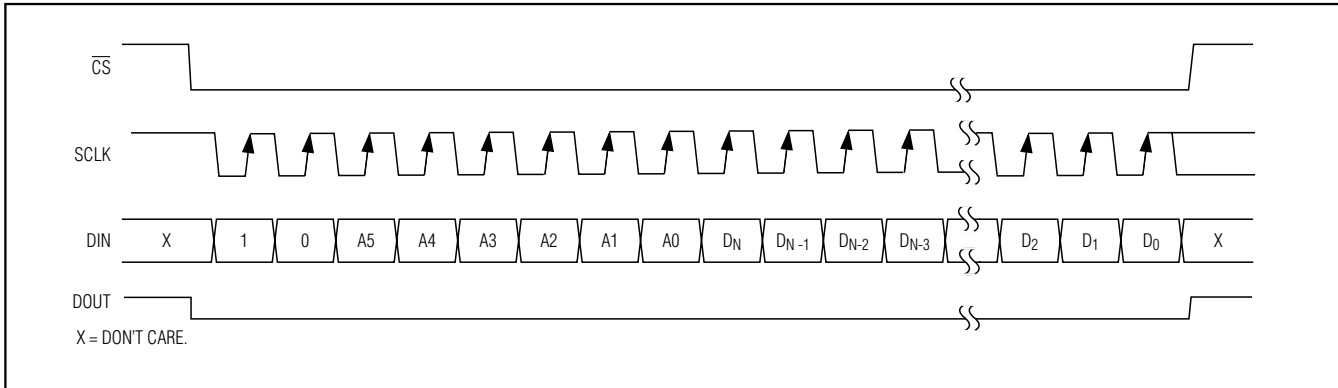 CS
SCLK
DIN X 1 0 A5 A4 A3 A2 A1 A0 DN DN-1 DN-2 DN-3 D2 D1 D0 X
DOUT
X = DON'T CARE.